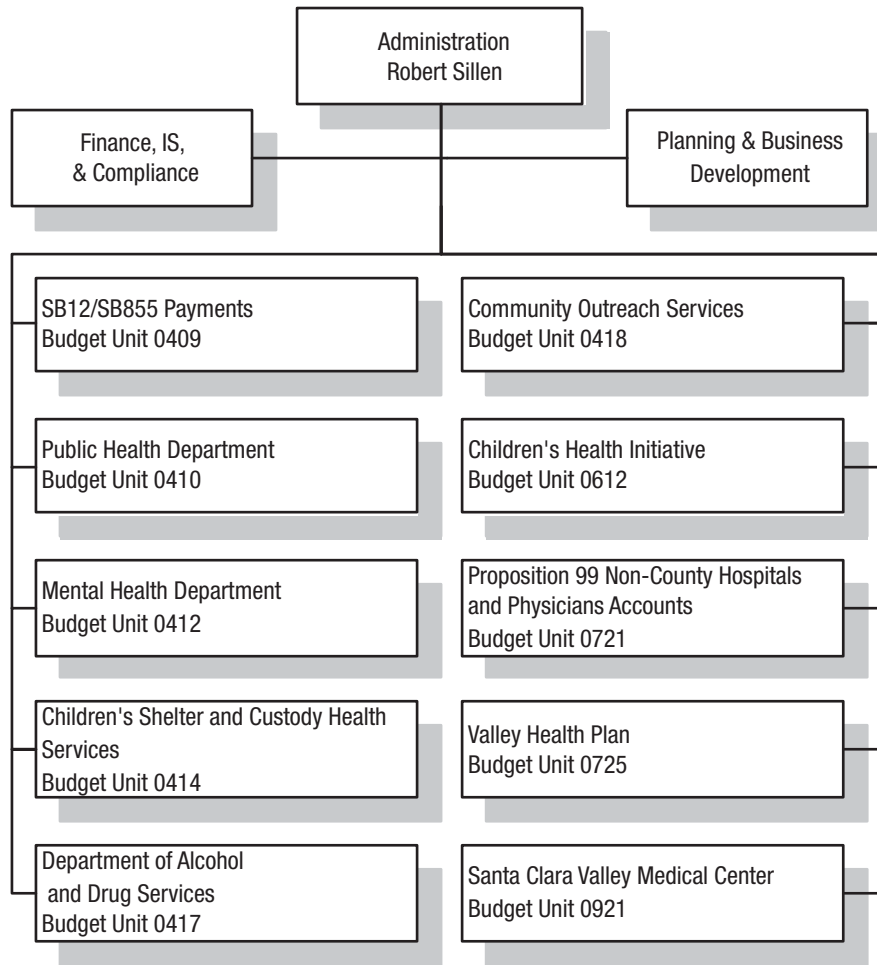 Administration
Robert Sillen
Finance, IS,
& Compliance
Planning & Business
Development
SB12/SB855 Payments
Budget Unit 0409
Community Outreach Services
Budget Unit 0418
Public Health Department
Budget Unit 0410
Children's Health Initiative
Budget Unit 0612
Mental Health Department
Budget Unit 0412
Proposition 99 Non-County Hospitals
and Physicians Accounts
Budget Unit 0721
Children's Shelter and Custody Health
Services
Budget Unit 0414
Valley Health Plan
Budget Unit 0725
Department of Alcohol
and Drug Services
Budget Unit 0417
Santa Clara Valley Medical Center
Budget Unit 0921